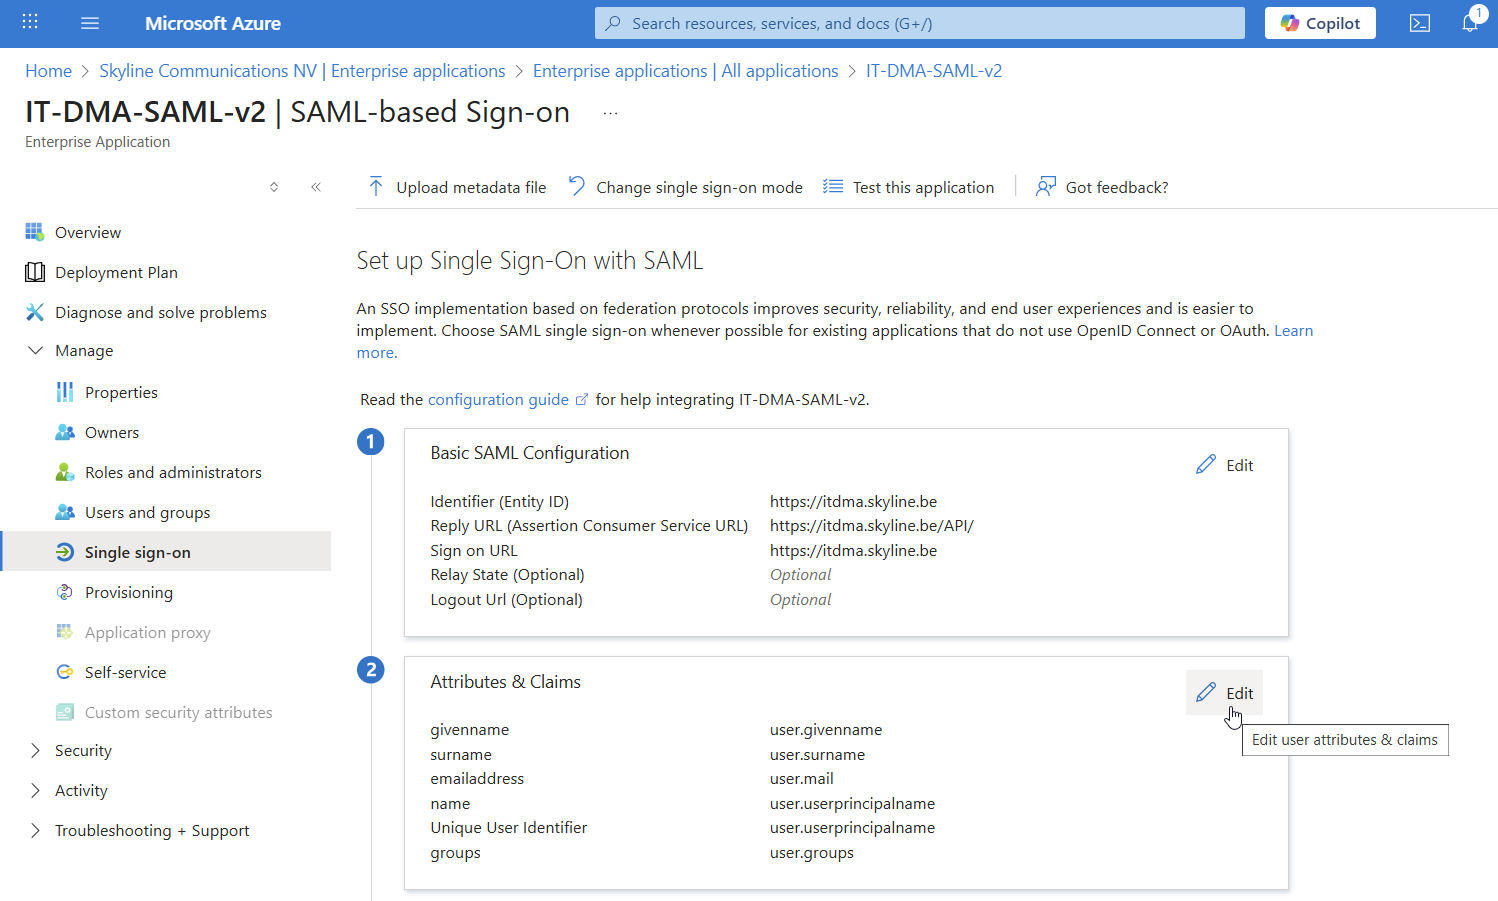 Microsoft Azure
Search resources, services, and docs (G+/)
Copilot
1
Home > Skyline Communications NV | Enterprise applications > Enterprise applications | All applications > IT-DMA-SAML-v2
IT-DMA-SAML-v2 | SAML-based Sign-on ...
Enterprise Application
Upload metadata file
Change single sign-on mode
Test this application
Got feedback?
Overview
Deployment Plan
Diagnose and solve problems
Manage
Properties
Owners
Roles and administrators
Users and groups
Single sign-on
Provisioning
Application proxy
Self-service
Custom security attributes
Security
Activity
Troubleshooting + Support
Set up Single Sign-On with SAML
An SSO implementation based on federation protocols improves security, reliability, and end user experiences and is easier to
implement. Choose SAML single sign-on whenever possible for existing applications that do not use OpenID Connect or OAuth. Learn
more.
Read the configuration guide for help integrating IT-DMA-SAML-v2.
1
Basic SAML Configuration
Edit
Identifier (Entity ID) https://itdma.skyline.be
Reply URL (Assertion Consumer Service URL) https://itdma.skyline.be/API/
Sign on URL https://itdma.skyline.be
Relay State (Optional) Optional
Logout Url (Optional) Optional
2
Attributes & Claims
Edit
Edit user attributes & claims
givenname user.givenname
surname user.surname
emailaddress user.mail
name user.userprincipalname
Unique User Identifier user.userprincipalname
groups user.groups